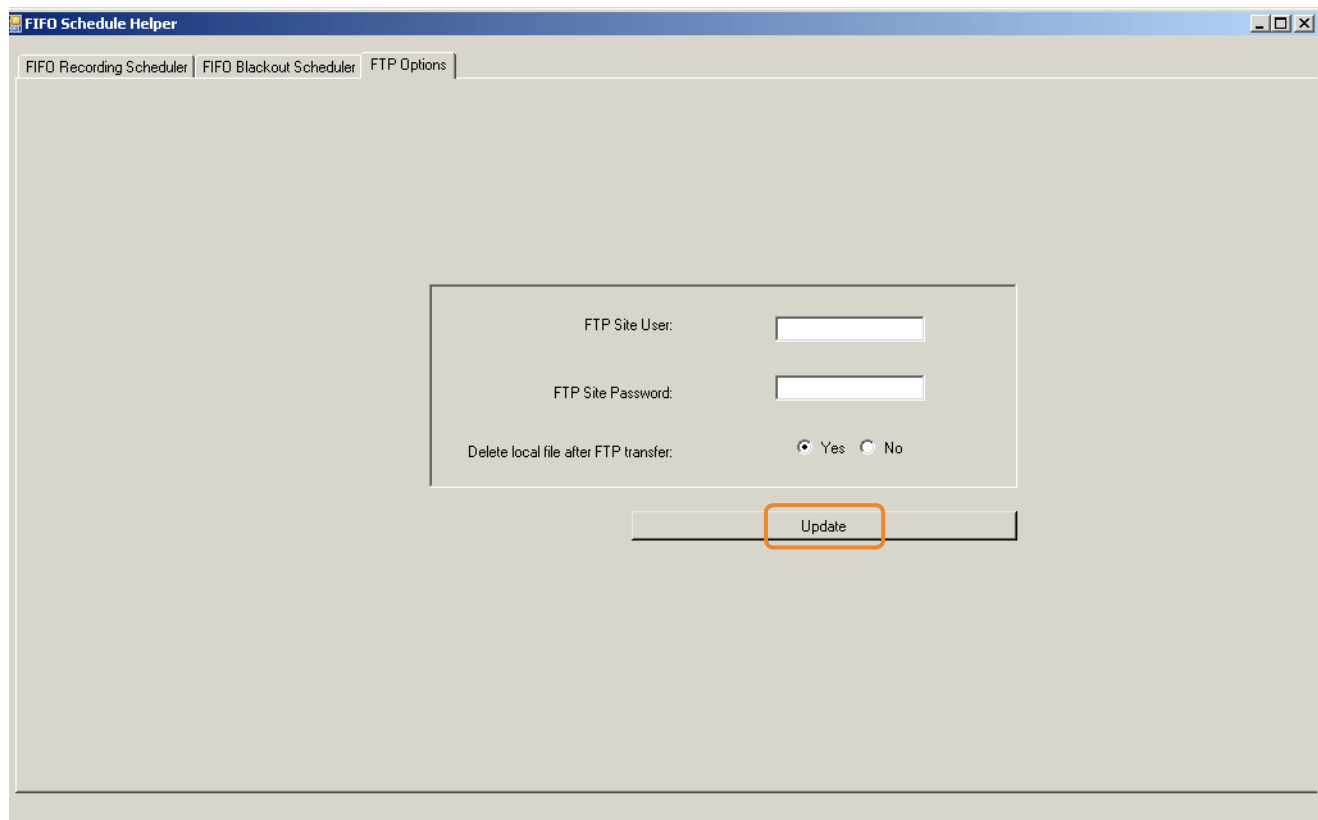 FIFO Schedule Helper
FIFO Recording Scheduler FIFO Blackout Scheduler FTP Options
FTP Site User:
FTP Site Password:
Delete local file after FTP transfer: Yes No
Update